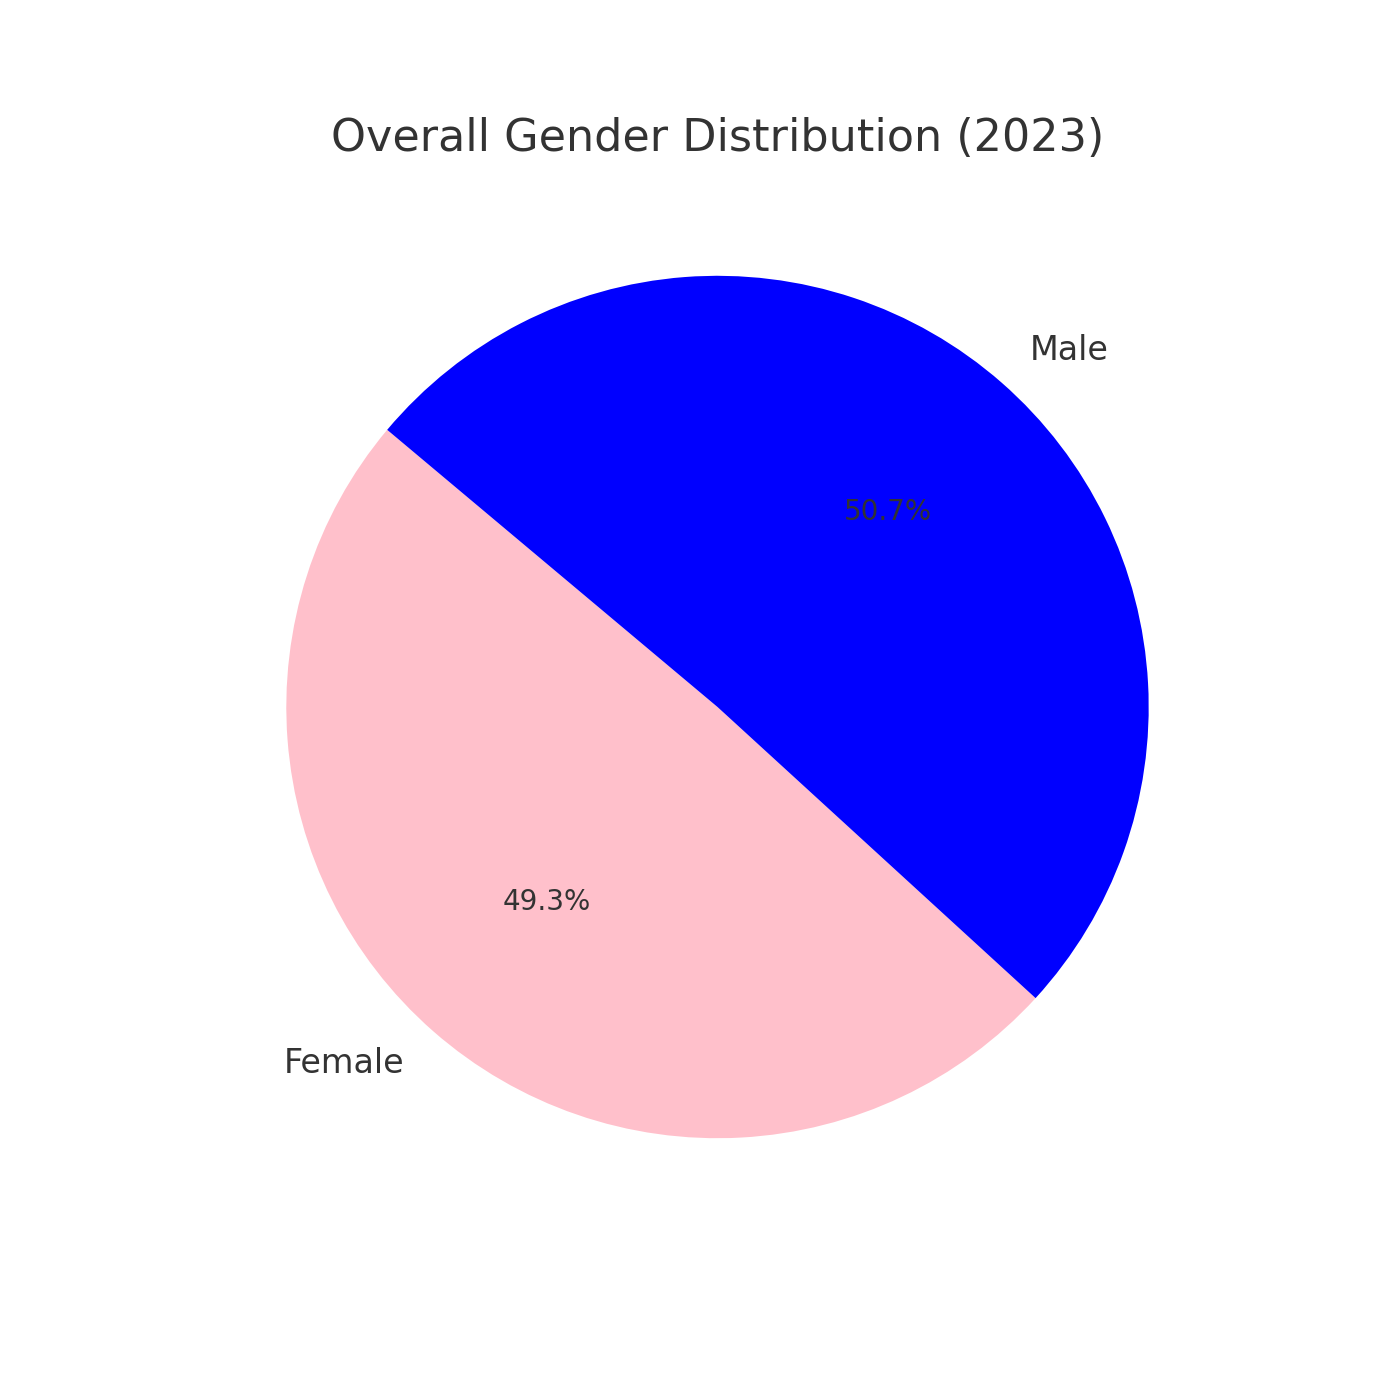 Overall Gender Distribution (2023)
Male
50.7%
49.3%
Female